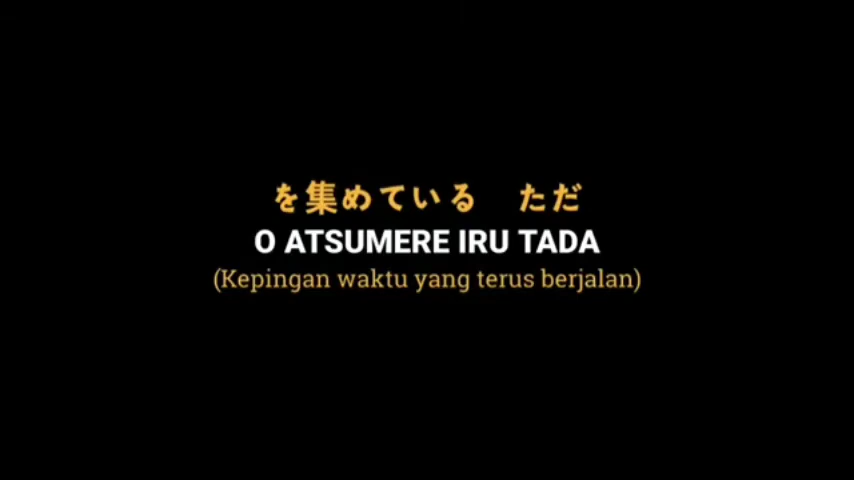 を集めている　ただ
O ATSUMERE IRU TADA
(Kepingan waktu yang terus berjalan)